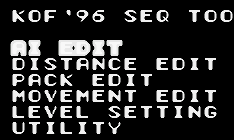 KOF'96 SEQ TOO
AI EDIT
DISTANCE EDIT
PACK EDIT
MOVEMENT EDIT
LEVEL SETTING
UTILITY